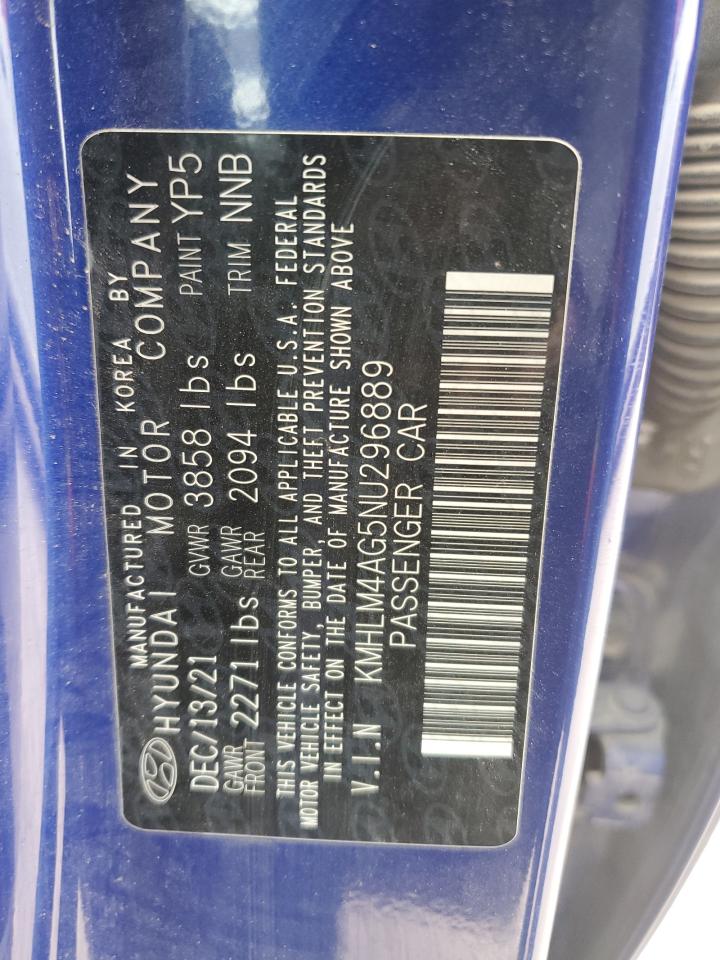 MANUFACTURED IN KOREA BY
HYUNDAI MOTOR COMPANY
DEC/13/21 GVWR 3858 lbs PAINT YP5
GAWR FRONT 2271 lbs GAWR REAR 2094 lbs TRIM NNB
THIS VEHICLE CONFORMS TO ALL APPLICABLE U.S.A. FEDERAL
MOTOR VEHICLE SAFETY, BUMPER, AND THEFT PREVENTION STANDARDS
IN EFFECT ON THE DATE OF MANUFACTURE SHOWN ABOVE
V.I.N KMHLM4AG5NU296889
PASSENGER CAR